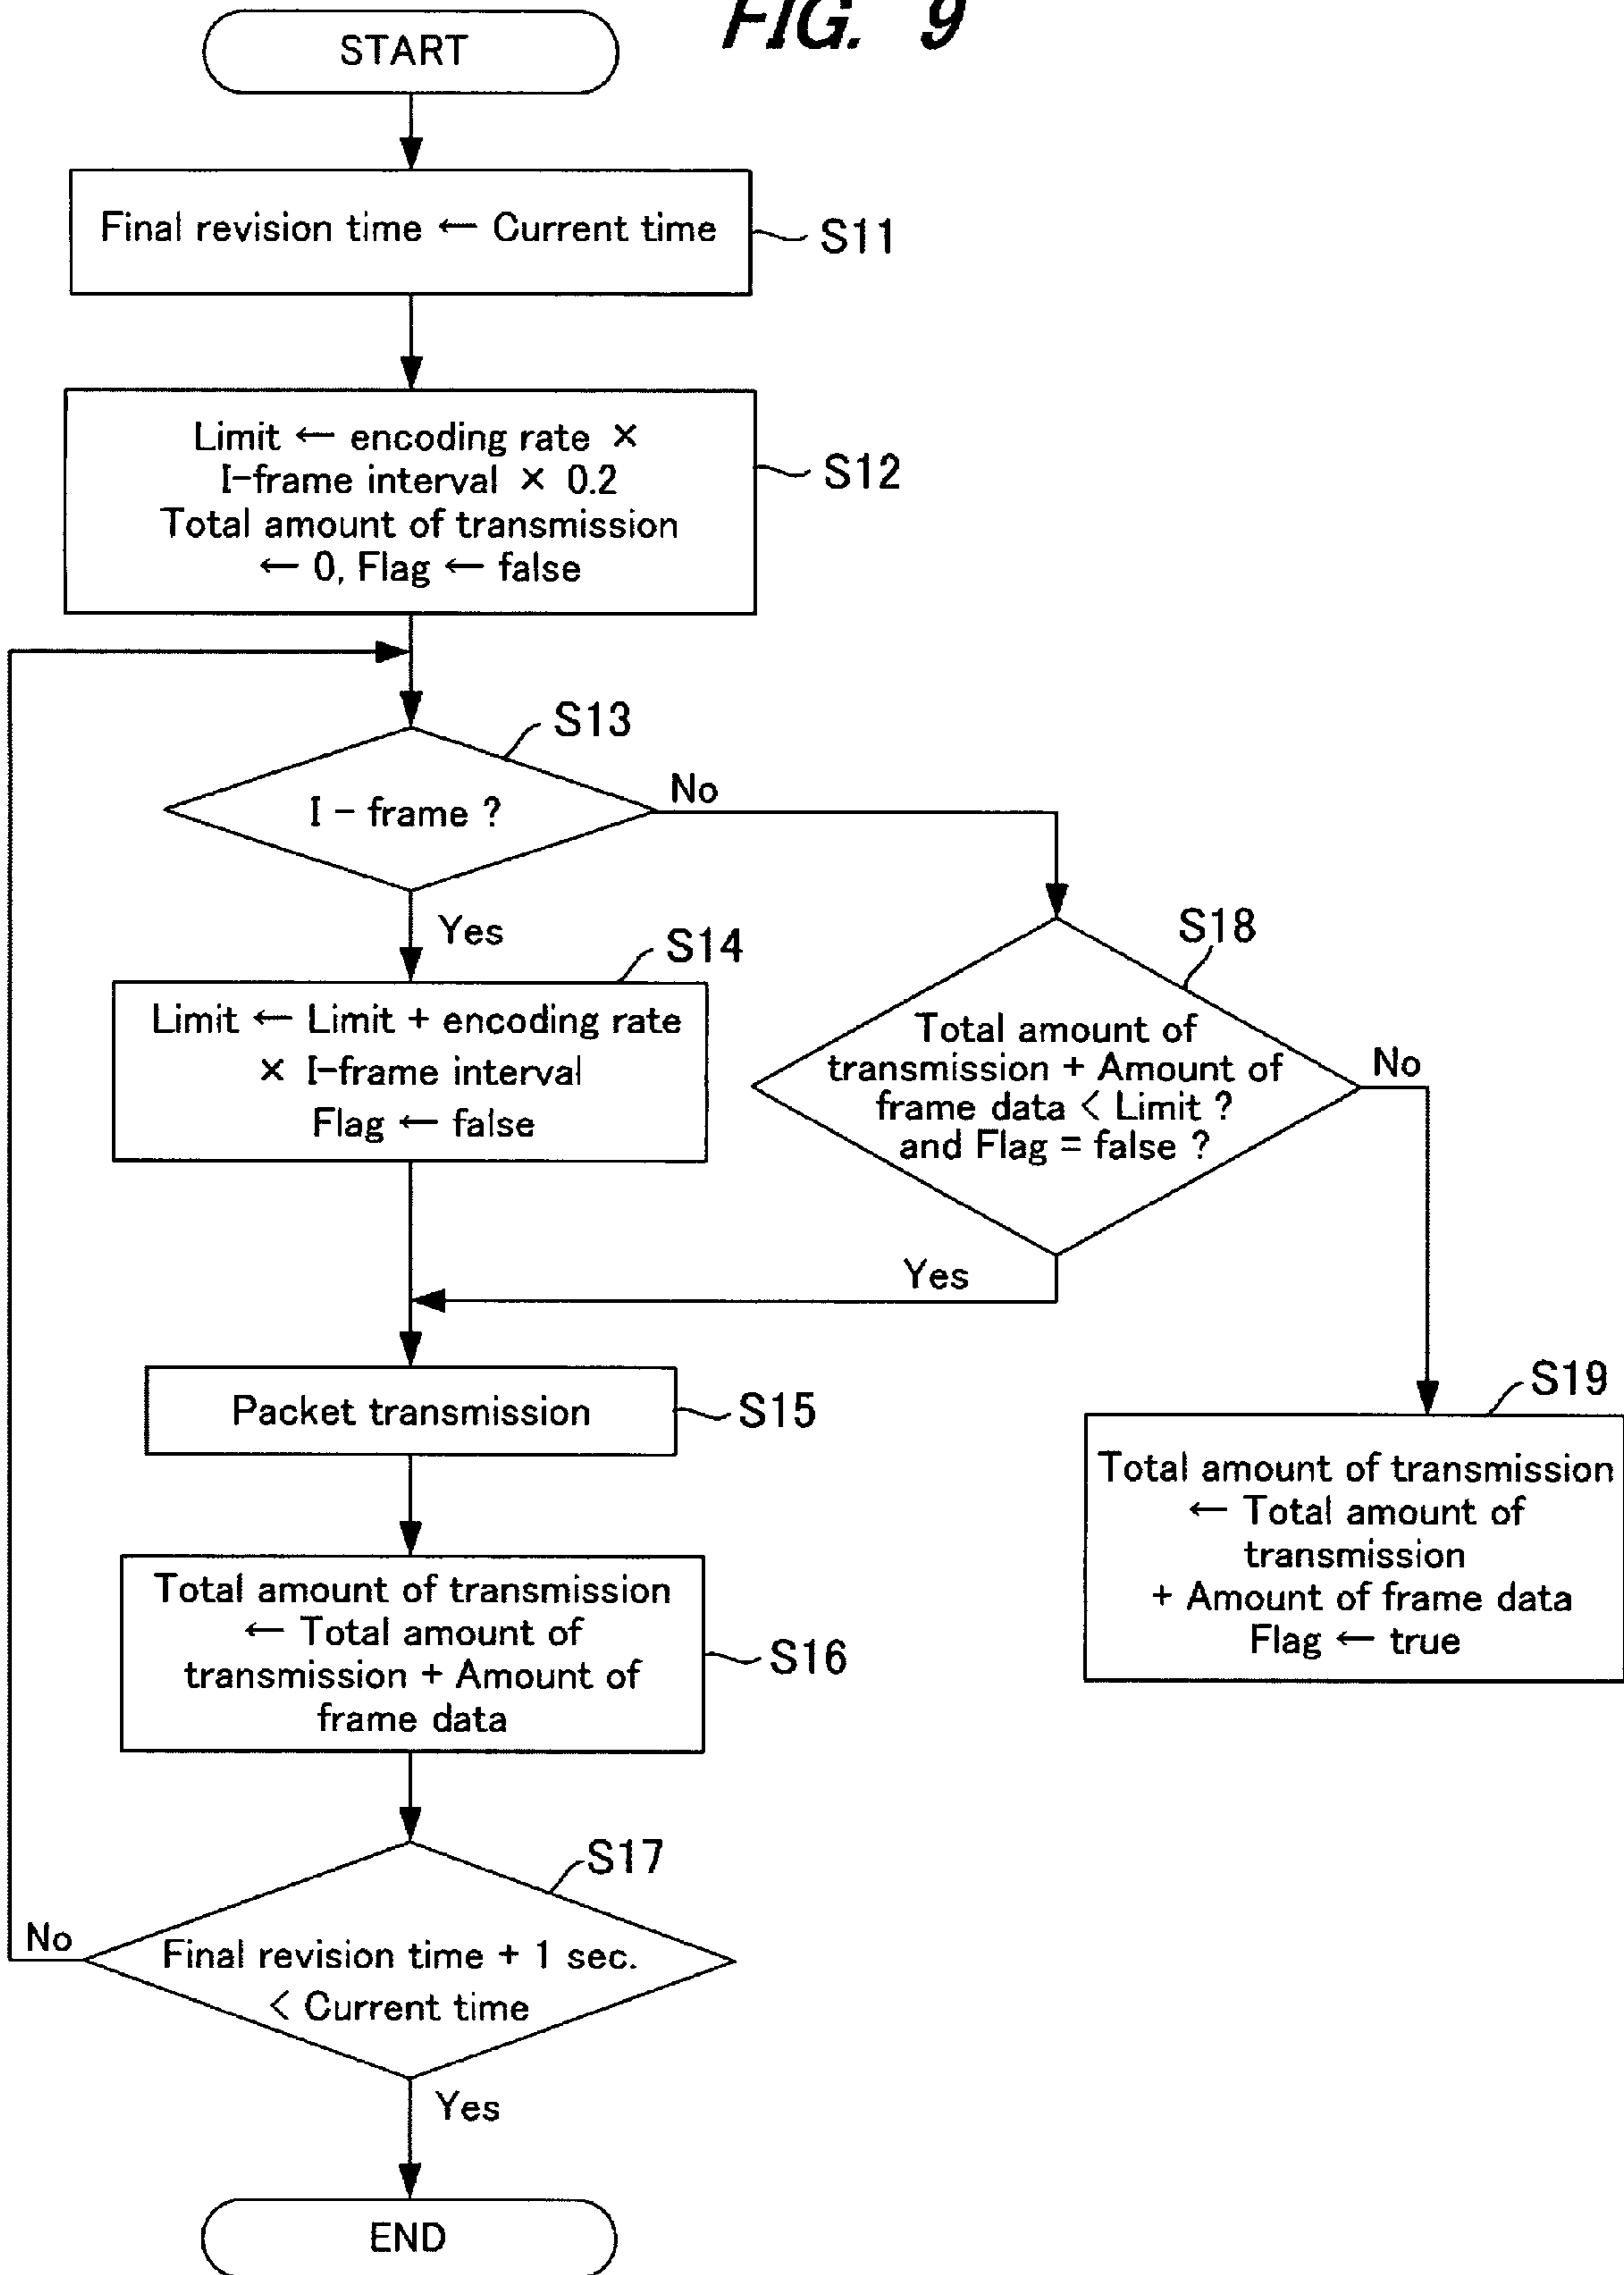 FIG. 9
START
Final revision time ← Current time
S11
Limit ← encoding rate ×
I-frame interval × 0.2
Total amount of transmission
← 0, Flag ← false
S12
S13
I - frame ?
No
Yes
S14
Limit ← Limit + encoding rate
× I-frame interval
Flag ← false
S18
Total amount of
transmission + Amount of
frame data < Limit ?
and Flag = false ?
No
Yes
Packet transmission
S15
S19
Total amount of transmission
← Total amount of
transmission
+ Amount of frame data
Flag ← true
Total amount of transmission
← Total amount of
transmission + Amount of
frame data
S16
S17
No
Final revision time + 1 sec.
< Current time
Yes
END